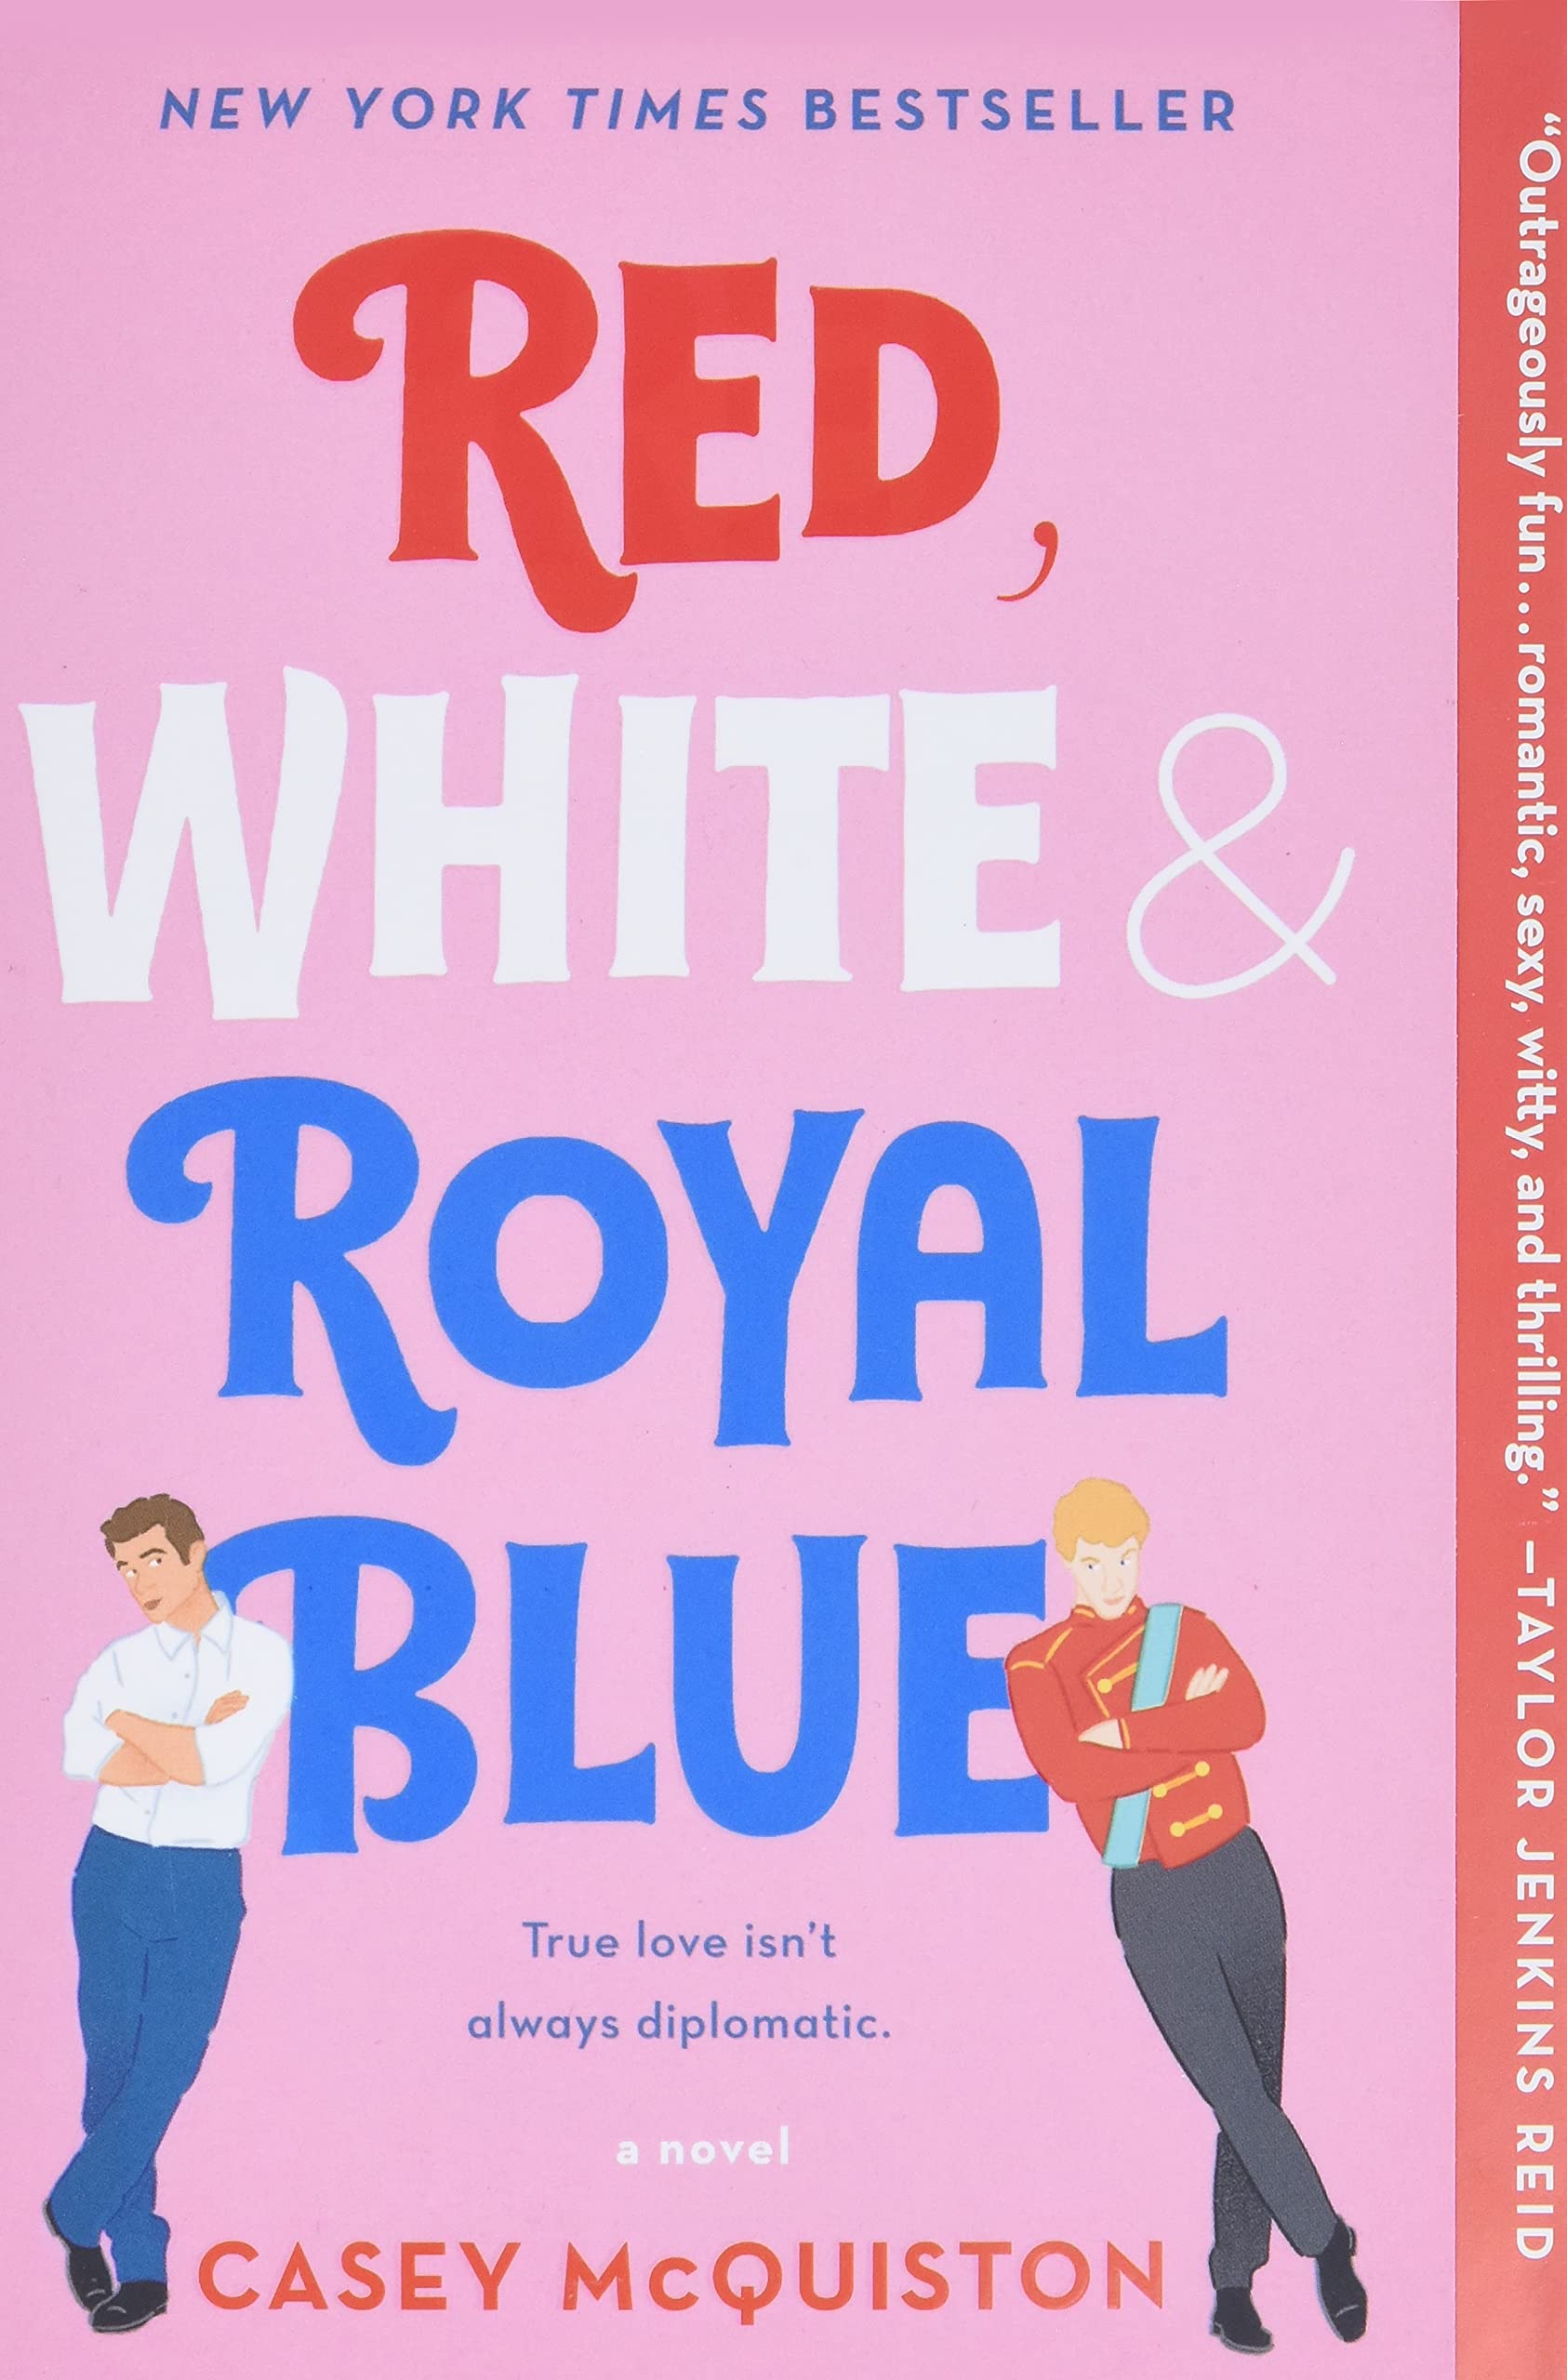 NEW YORK TIMES BESTSELLER
RED,
WHITE &
ROYAL
BLUE
True love isn't
always diplomatic.
a novel
CASEY McQUISTON
“Outrageously fun...romantic, sexy, witty, and thrilling.” —TAYLOR JENKINS REID